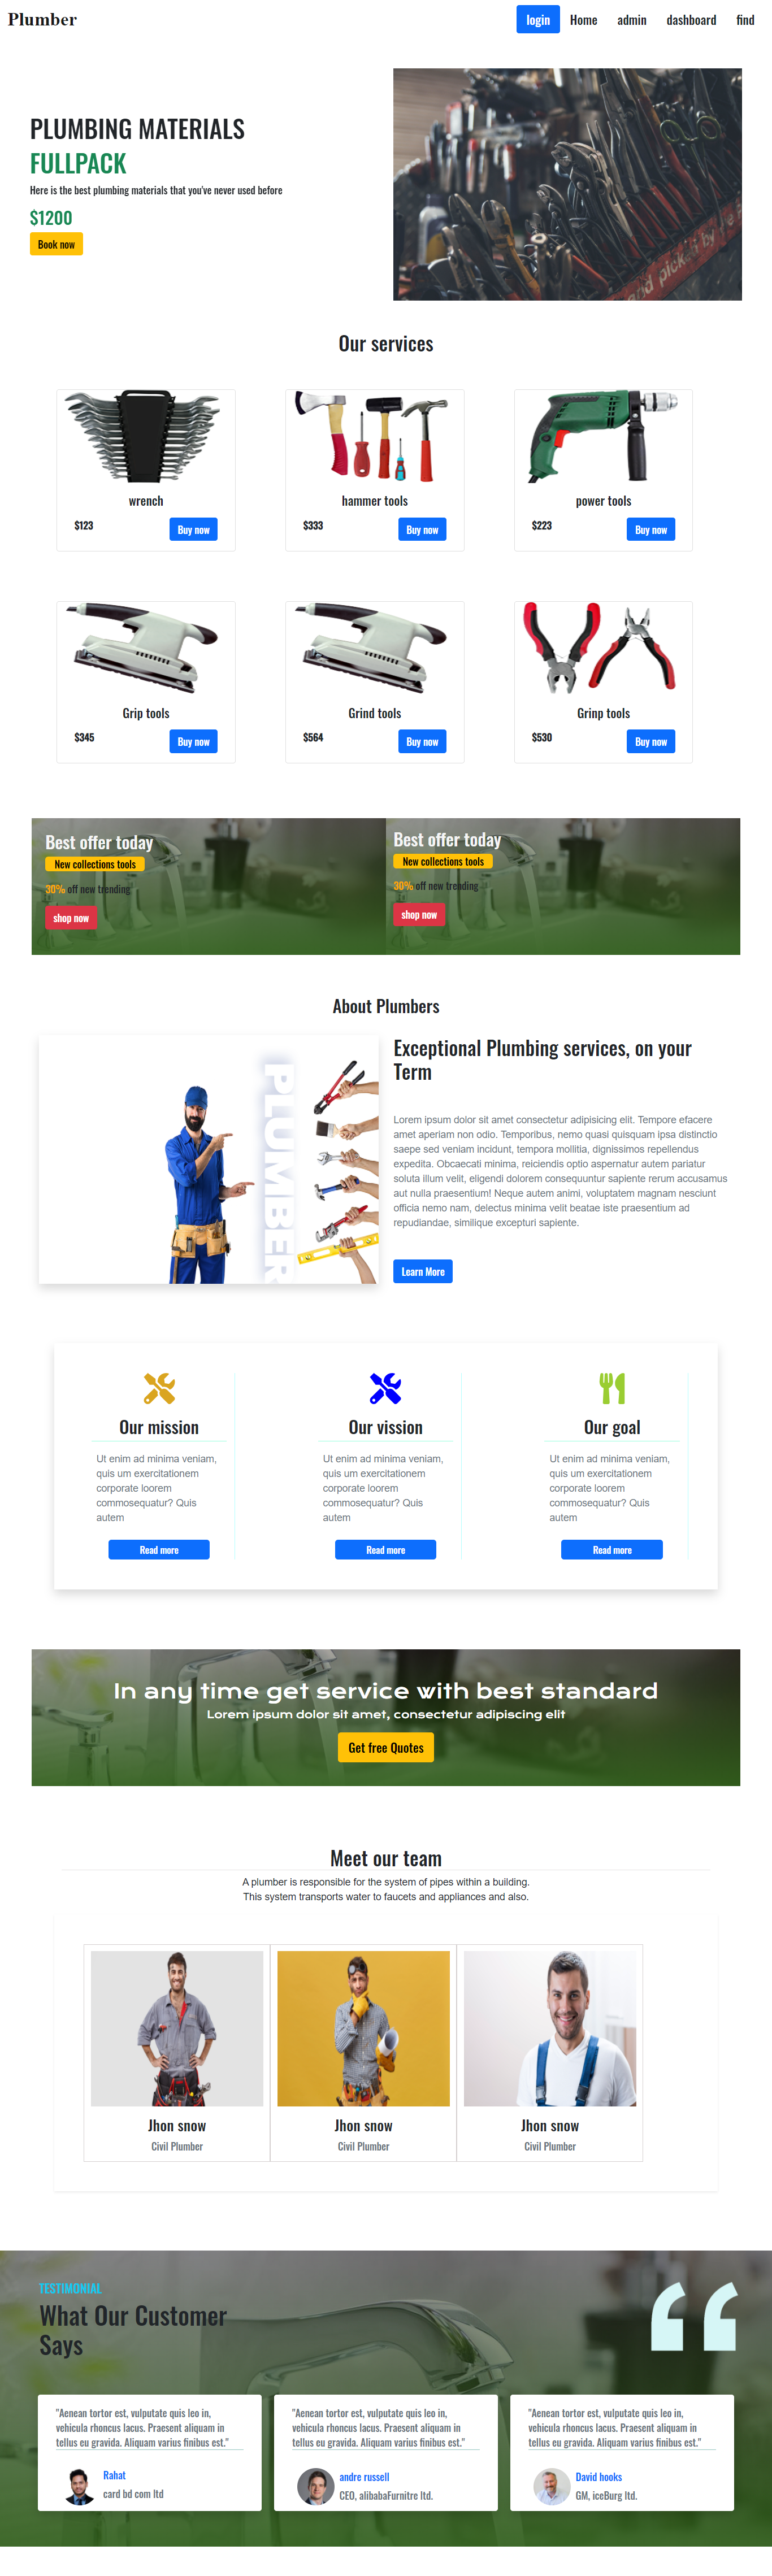 Plumber
login Home admin dashboard find
PLUMBING MATERIALS
FULLPACK
Here is the best plumbing materials that you've never used before
$1200
Book now
and picked by
Our services
wrench
$123 Buy now
hammer tools
$333 Buy now
power tools
$223 Buy now
Grip tools
$345 Buy now
Grind tools
$564 Buy now
Grinp tools
$530 Buy now
Best offer today
New collections tools
30% off new trending
shop now
Best offer today
New collections tools
30% off new trending
shop now
About Plumbers
PLUMBER
Exceptional Plumbing services, on your
Term
Lorem ipsum dolor sit amet consectetur adipisicing elit. Tempore efacere
amet aperiam non odio. Temporibus, nemo quasi quisquam ipsa distinctio
saepe sed veniam incidunt, tempora mollitia, dignissimos repellendus
expedita. Obcaecati minima, reiciendis optio aspernatur autem pariatur
soluta illum velit, eligendi dolorem consequuntur sapiente rerum accusamus
aut nulla praesentium! Neque autem animi, voluptatem magnam nesciunt
officia nemo nam, delectus minima velit beatae iste praesentium ad
repudiandae, similique excepturi sapiente.
Learn More
Our mission
Ut enim ad minima veniam,
quis um exercitationem
corporate loorem
commosequatur? Quis
autem
Read more
Our vission
Ut enim ad minima veniam,
quis um exercitationem
corporate loorem
commosequatur? Quis
autem
Read more
Our goal
Ut enim ad minima veniam,
quis um exercitationem
corporate loorem
commosequatur? Quis
autem
Read more
In any time get service with best standard
Lorem ipsum dolor sit amet, consectetur adipiscing elit
Get free Quotes
Meet our team
A plumber is responsible for the system of pipes within a building.
This system transports water to faucets and appliances and also.
Jhon snow
Civil Plumber
Jhon snow
Civil Plumber
Jhon snow
Civil Plumber
TESTIMONIAL
What Our Customer
Says
"Aenean tortor est, vulputate quis leo in,
vehicula rhoncus lacus. Praesent aliquam in
tellus eu gravida. Aliquam varius finibus est."
Rahat
card bd com ltd
"Aenean tortor est, vulputate quis leo in,
vehicula rhoncus lacus. Praesent aliquam in
tellus eu gravida. Aliquam varius finibus est."
andre russell
CEO, alibabaFurnitre ltd.
"Aenean tortor est, vulputate quis leo in,
vehicula rhoncus lacus. Praesent aliquam in
tellus eu gravida. Aliquam varius finibus est."
David hooks
GM, iceBurg ltd.